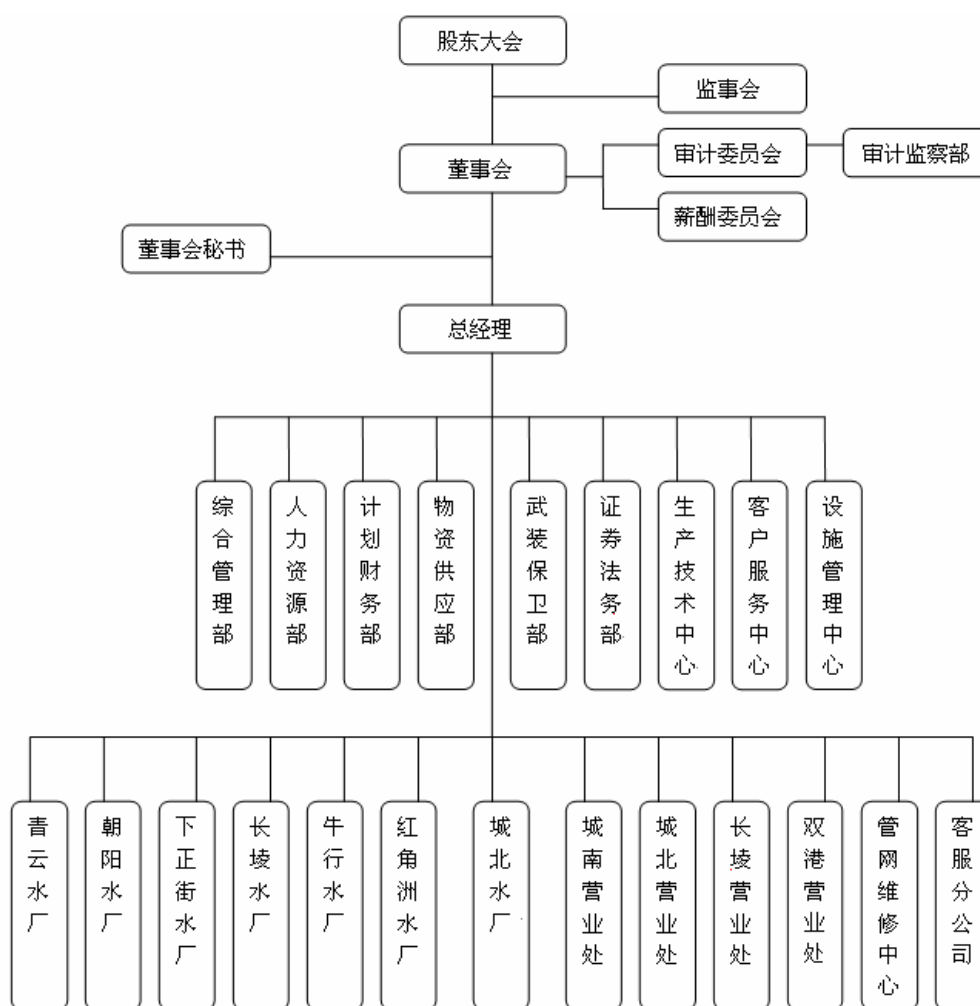 股东大会
监事会
董事会
审计委员会
审计监察部
薪酬委员会
董事会秘书
总经理
综合管理部
人力资源部
计划财务部
物资供应部
武装保卫部
证券法务部
生产技术中心
客户服务中心
设施管理中心
青云水厂
朝阳水厂
下正街水厂
长堎水厂
牛行水厂
红角洲水厂
城北水厂
城南营业处
城北营业处
长堎营业处
双港营业处
管网维修中心
客服分公司